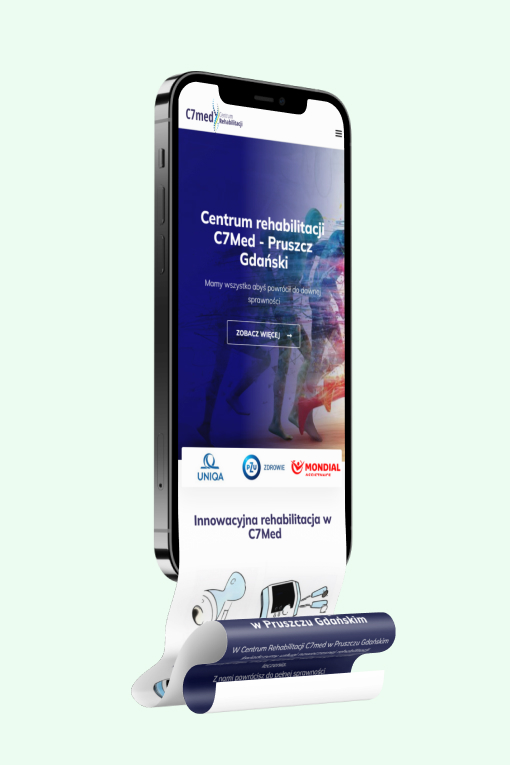 C7med
Centrum
Rehabilitacji
Centrum rehabilitacji
C7Med - Pruszcz
Gdański
Mamy wszystko abyś powrócił do dawnej
sprawności
ZOBACZ WIĘCEJ →
UNIQA
PZU ZDROWIE
MONDIAL
ASSISTANCE
Innowacyjna rehabilitacja w
C7Med
w Pruszczu Gdańskim
W Centrum Rehabilitacji C7med w Pruszczu Gdańskim
Z nami powrócisz do pełnej sprawności